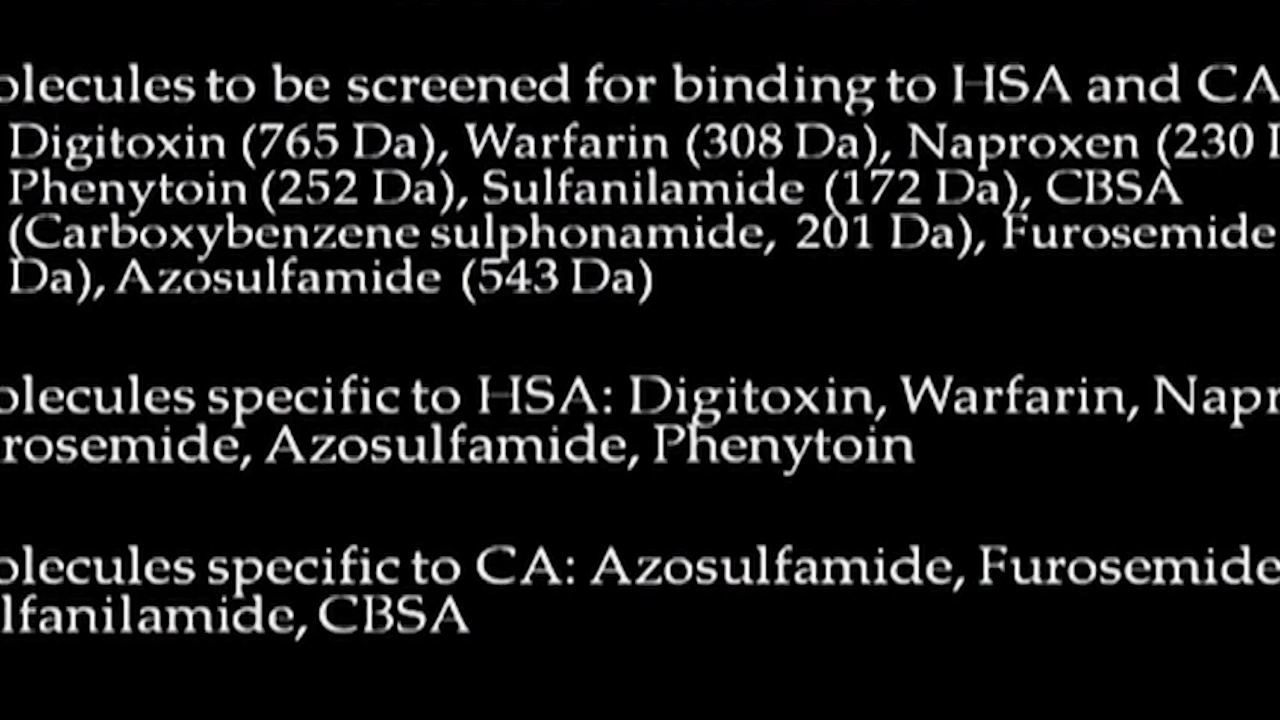 olecules to be screened for binding to HSA and CA
Digitoxin (765 Da), Warfarin (308 Da), Naproxen (230
Phenytoin (252 Da), Sulfanilamide (172 Da), CBSA
(Carboxybenzene sulphonamide, 201 Da), Furosemide
Da), Azosulfamide (543 Da)
olecules specific to HSA: Digitoxin, Warfarin, Napr
rosemide, Azosulfamide, Phenytoin
olecules specific to CA: Azosulfamide, Furosemide
lfanilamide, CBSA